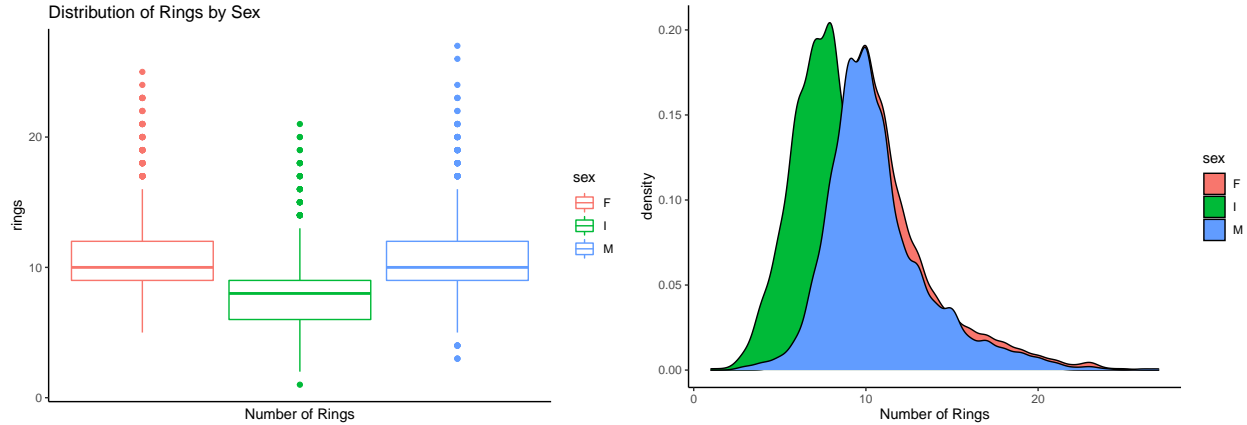 Distribution of Rings by Sex
rings
20
10
0
Number of Rings
sex
F
I
M
density
0.20
0.15
0.10
0.05
0.00
0
10
20
Number of Rings
sex
F
I
M